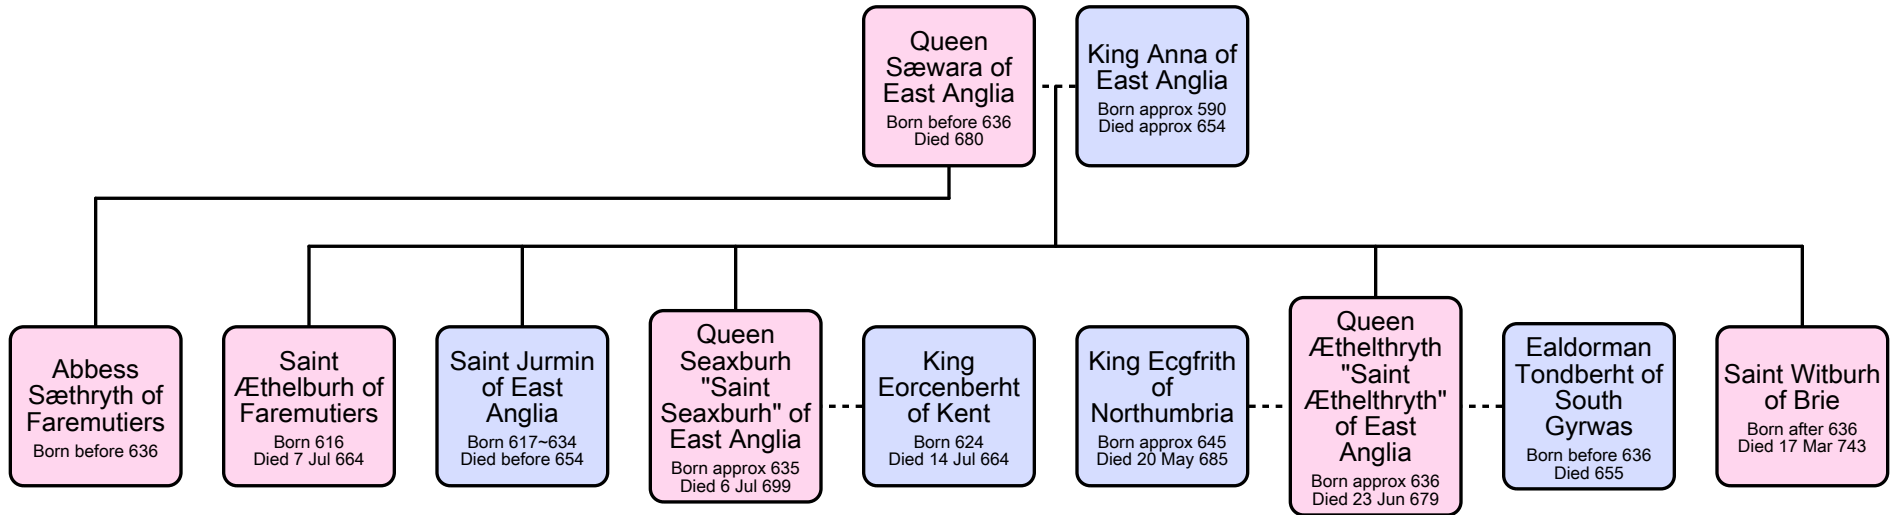 Queen
Sæwara of
East Anglia
Born before 636
Died 680
King Anna of
East Anglia
Born approx 590
Died approx 654
Abbess
Sæthryth of
Faremutiers
Born before 636
Saint
Æthelburh of
Faremutiers
Born 616
Died 7 Jul 664
Saint Jurmin
of East
Anglia
Born 617~634
Died before 654
Queen
Seaxburh
"Saint
Seaxburh" of
East Anglia
Born approx 635
Died 6 Jul 699
King
Eorcenberht
of Kent
Born 624
Died 14 Jul 664
King Ecgfrith
of
Northumbria
Born approx 645
Died 20 May 685
Queen
Æthelthryth
"Saint
Æthelthryth"
of East
Anglia
Born approx 636
Died 23 Jun 679
Ealdorman
Tondberht of
South
Gyrwas
Born before 636
Died 655
Saint Witburh
of Brie
Born after 636
Died 17 Mar 743